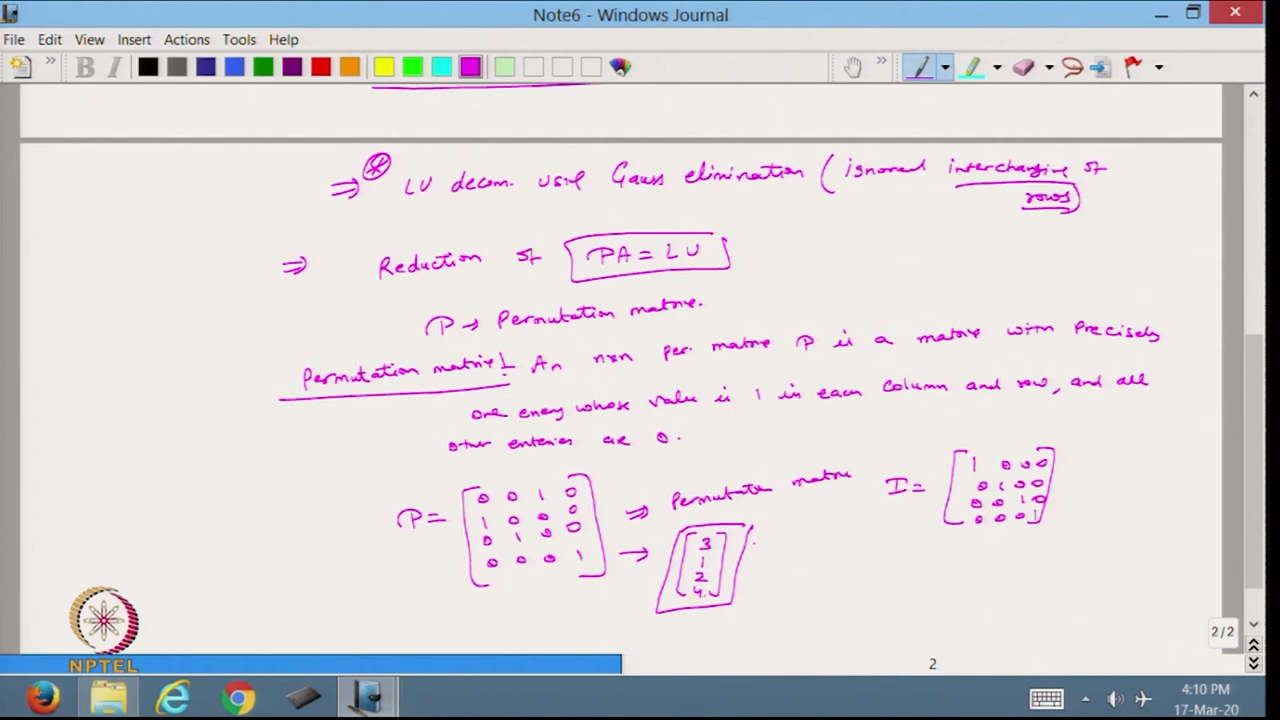 Note6 - Windows Journal
File Edit View Insert Actions Tools Help
⇒ LU decom. using Gauss elimination (ignored interchanging of
rows)
⇒ Reduction of PA = LU
P → Permutation matrix.
Permutation matrix! An nxn per. matrix P is a matrix with precisely
one entry whose value is 1 in each column and row, and all
other enteries are 0.
P = [0 0 1 0
1 0 0 0
0 1 0 0
0 0 0 1]
⇒ Permutation matrix
→ [3
1
2
4.]
I = [1 0 0 0
0 1 0 0
0 0 1 0
0 0 0 1]
NPTEL
2/2
2
4:10 PM
17-Mar-20